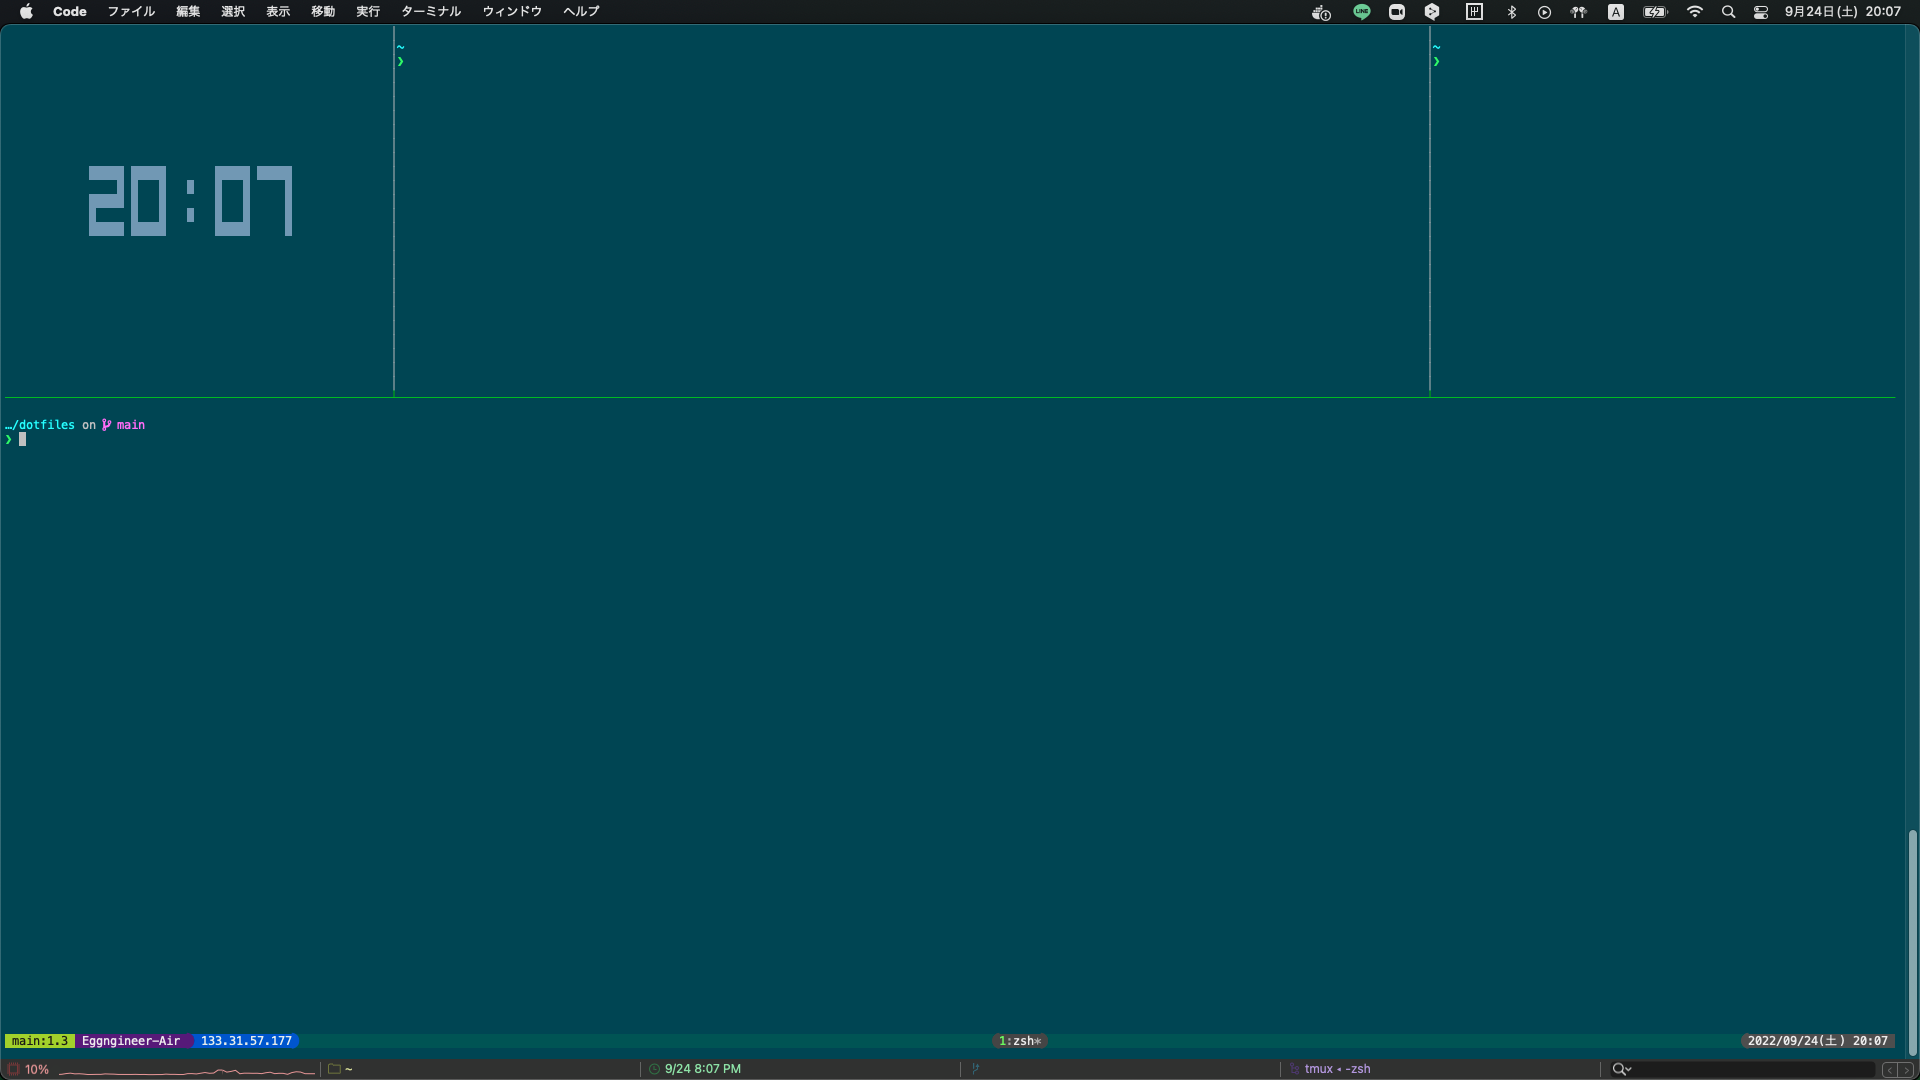 Code ファイル 編集 選択 表示 移動 実行 ターミナル ウィンドウ ヘルプ LINE A 9月24日(土) 20:07
~ ~
❯ ❯
20:07
…/dotfiles on main
❯
main:1.3 Eggngineer-Air 133.31.57.177 1:zsh* 2022/09/24(土) 20:07
10% ~ 9/24 8:07 PM tmux ◂ -zsh